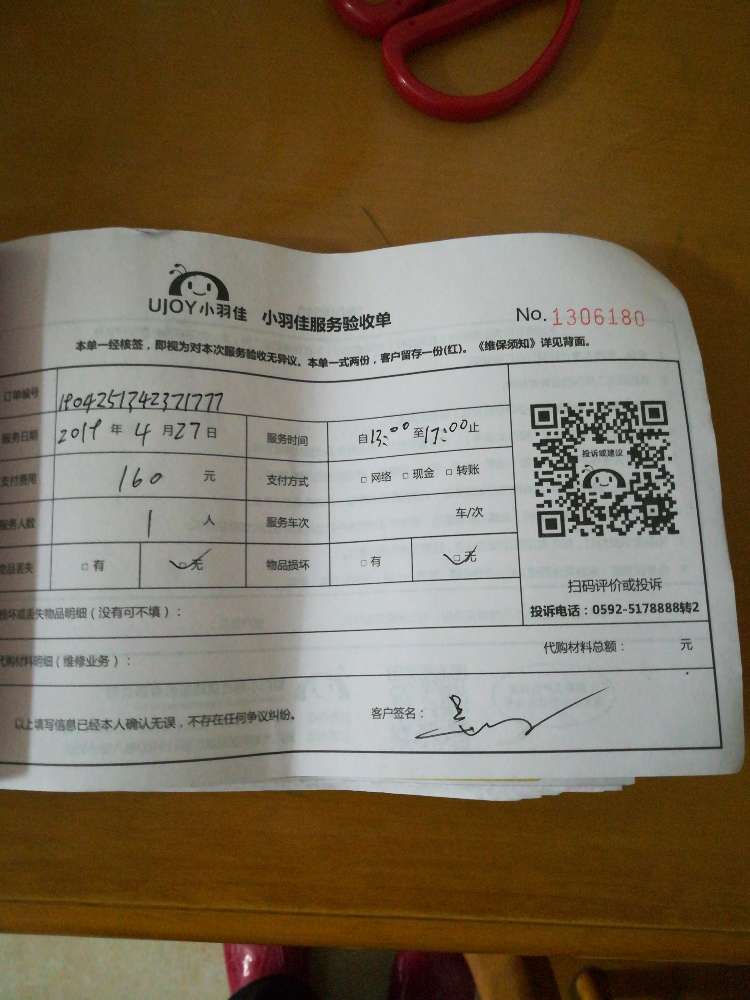 UJOY小羽佳 小羽佳服务验收单 No. 1306180
本单一经核签，即视为对本次服务验收无异议。本单一式两份，客户留存一份(红)。《维保须知》详见背面。
订单编号 1904251342371777
服务日期 2019 年 4 月 27 日 服务时间 自 13:00 至 17:00 止
支付费用 160 元 支付方式 □ 网络 □ 现金 □ 转账
服务人数 1 人 服务车次 车/次
物品丢失 □ 有 □ 无 物品损坏 □ 有 □ 无
投诉或建议
扫码评价或投诉
投诉电话：0592-5178888转2
损坏或丢失物品明细（没有可不填）：
代购材料明细（维修业务）： 代购材料总额： 元
以上填写信息已经本人确认无误，不存在任何争议纠纷。 客户签名：